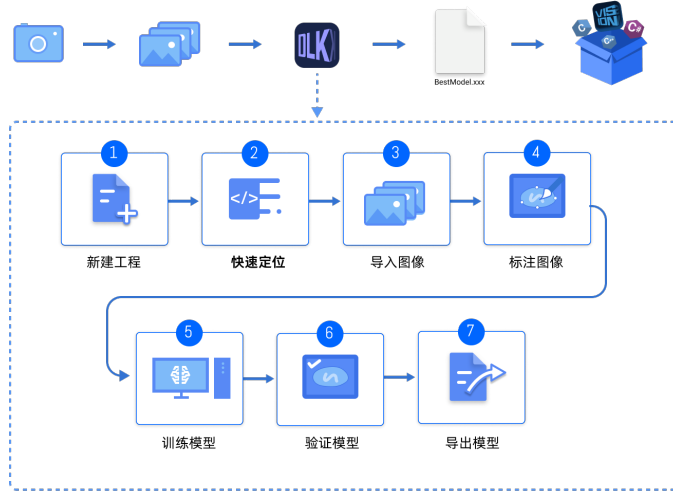 DLK
BestModel.xxx
VISION
C
C#
C++
1
2
3
4
</>
新建工程
快速定位
导入图像
标注图像
5
6
7
训练模型
验证模型
导出模型